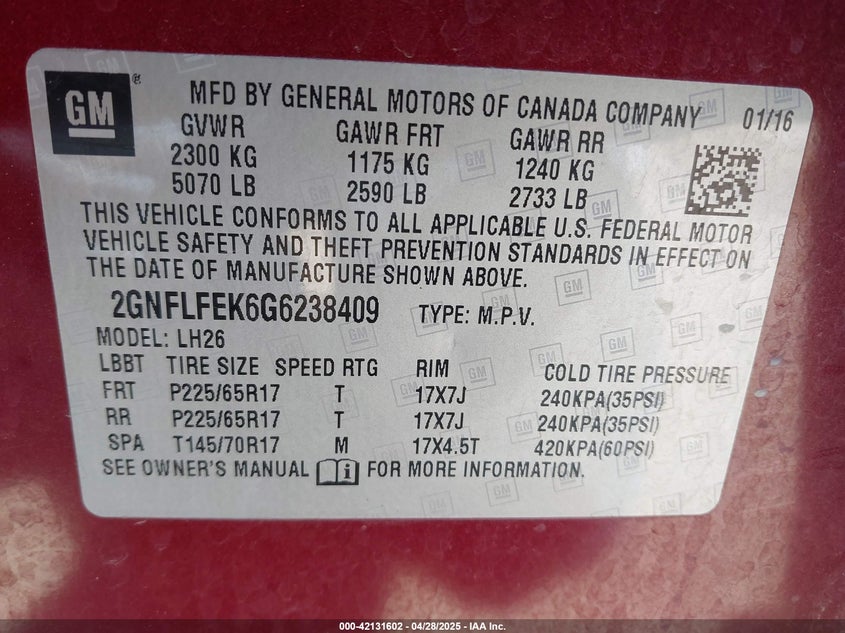 GM ®
MFD BY GENERAL MOTORS OF CANADA COMPANY 01/16
GVWR GAWR FRT GAWR RR
2300 KG 1175 KG 1240 KG
5070 LB 2590 LB 2733 LB
THIS VEHICLE CONFORMS TO ALL APPLICABLE U.S. FEDERAL MOTOR
VEHICLE SAFETY AND THEFT PREVENTION STANDARDS IN EFFECT ON
THE DATE OF MANUFACTURE SHOWN ABOVE.
2GNFLFEK6G6238409 TYPE: M.P.V.
MODEL: LH26
LBBT TIRE SIZE SPEED RTG RIM COLD TIRE PRESSURE
FRT P225/65R17 T 17X7J 240KPA(35PSI)
RR P225/65R17 T 17X7J 240KPA(35PSI)
SPA T145/70R17 M 17X4.5T 420KPA(60PSI)
SEE OWNER'S MANUAL FOR MORE INFORMATION.
000-42131602 - 04/28/2025 - IAA Inc.